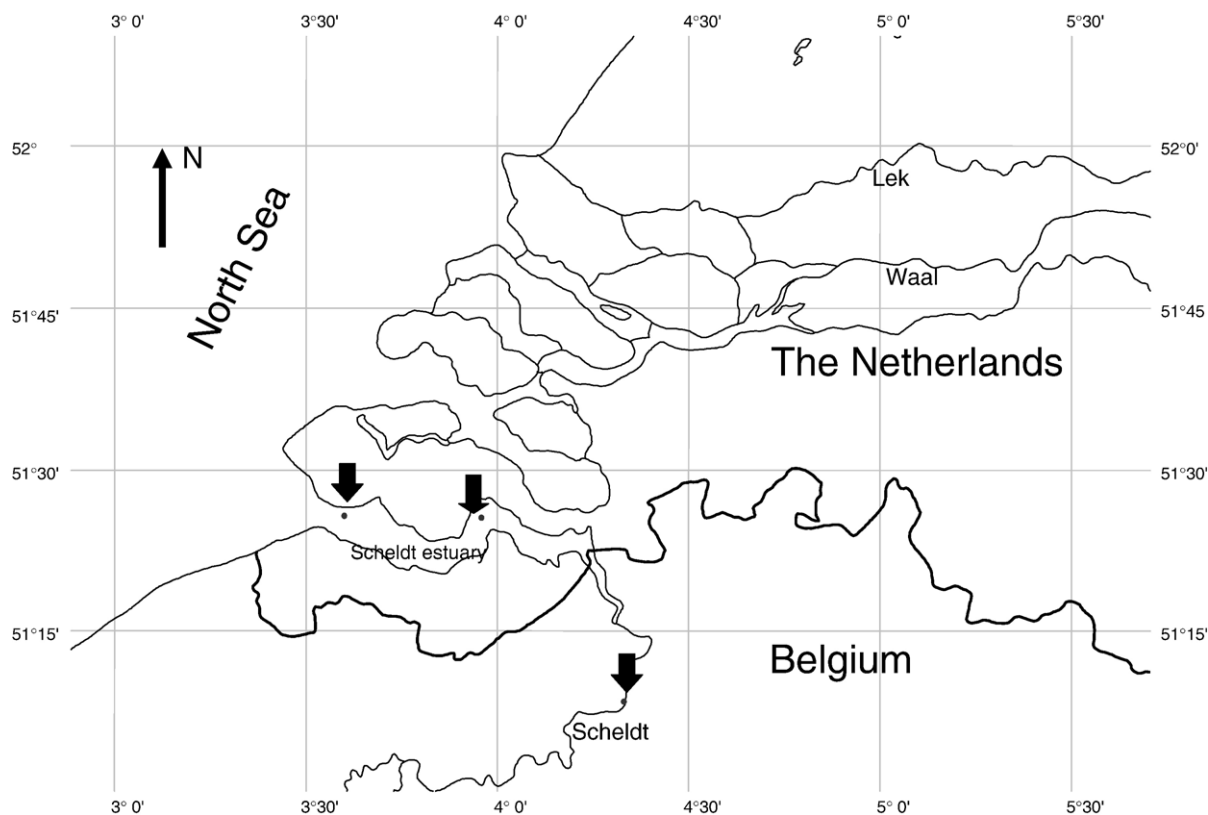 3° 0' 3°30' 4° 0' 4°30' 5° 0' 5°30'
52° 52° 0'
N
Lek
North Sea
Waal
51°45' 51°45'
The Netherlands
51°30' 51°30'
Scheldt estuary
51°15' 51°15'
Belgium
Scheldt
3° 0' 3°30' 4° 0' 4°30' 5° 0' 5°30'